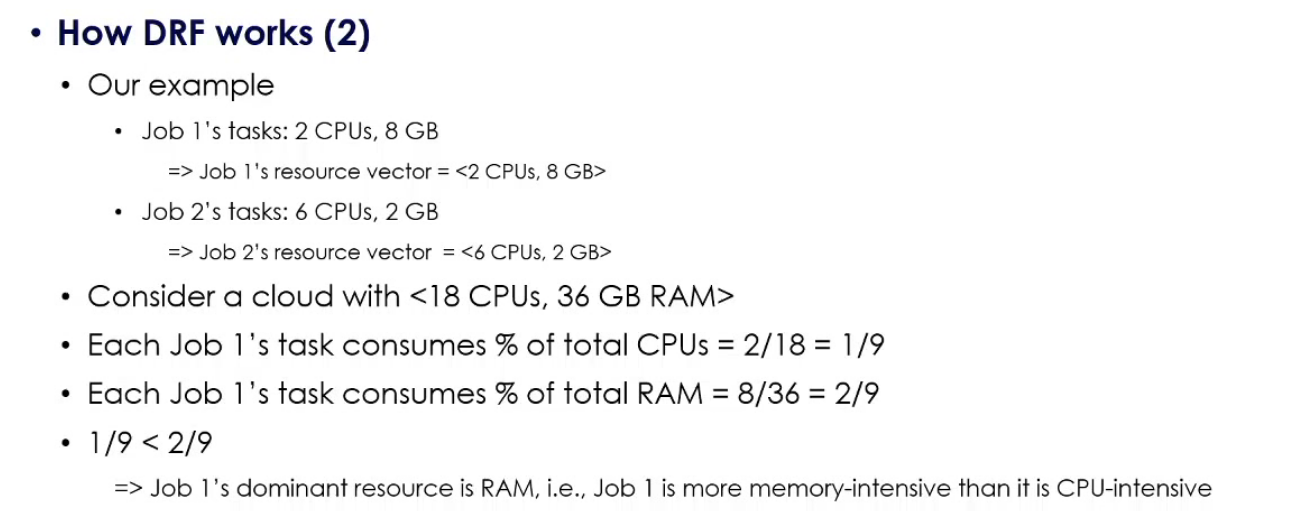 • How DRF works (2)
• Our example
• Job 1's tasks: 2 CPUs, 8 GB
=> Job 1's resource vector = <2 CPUs, 8 GB>
• Job 2's tasks: 6 CPUs, 2 GB
=> Job 2's resource vector = <6 CPUs, 2 GB>
• Consider a cloud with <18 CPUs, 36 GB RAM>
• Each Job 1's task consumes % of total CPUs = 2/18 = 1/9
• Each Job 1's task consumes % of total RAM = 8/36 = 2/9
• 1/9 < 2/9
=> Job 1's dominant resource is RAM, i.e., Job 1 is more memory-intensive than it is CPU-intensive